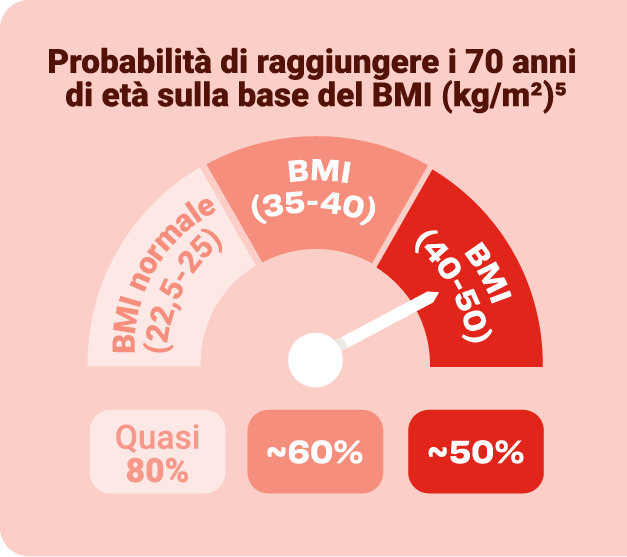 Probabilità di raggiungere i 70 anni
di età sulla base del BMI (kg/m²)⁵
BMI normale
(22,5-25)
BMI
(35-40)
BMI
(40-50)
Quasi
80%
~60%
~50%